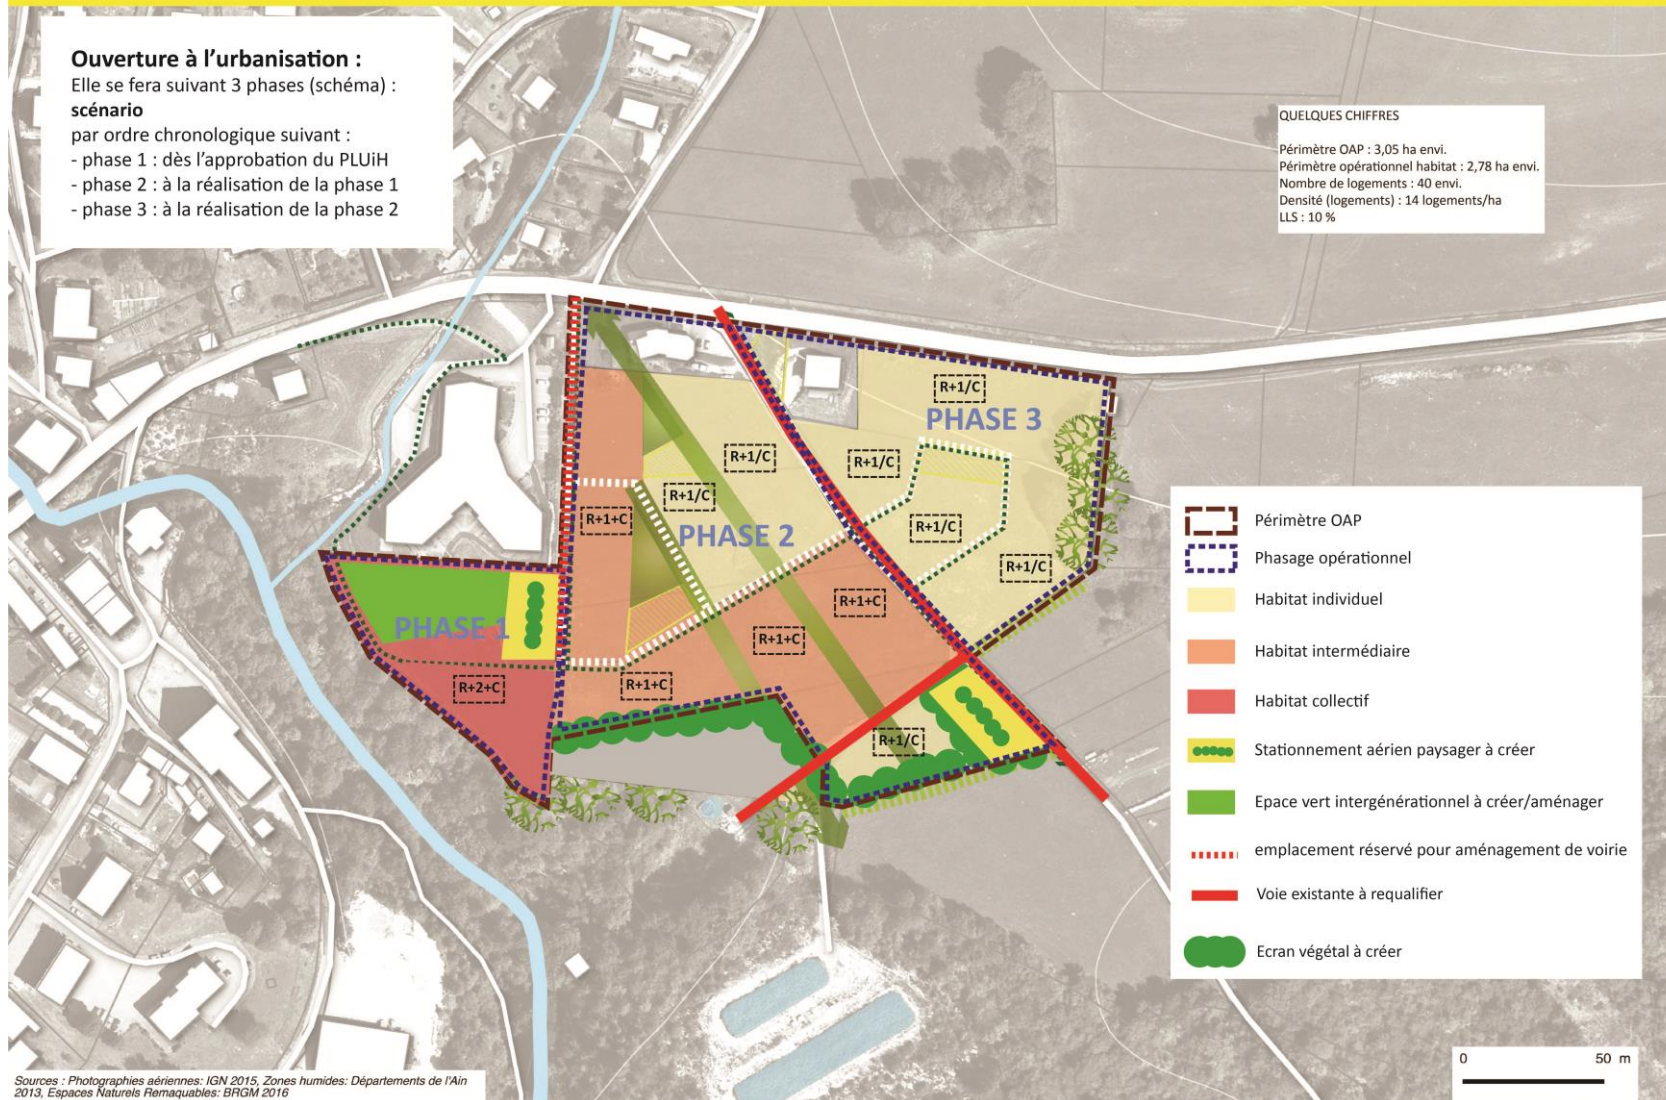 Ouverture à l'urbanisation :
Elle se fera suivant 3 phases (schéma) :
scénario
par ordre chronologique suivant :
- phase 1 : dès l'approbation du PLUiH
- phase 2 : à la réalisation de la phase 1
- phase 3 : à la réalisation de la phase 2
QUELQUES CHIFFRES
Périmètre OAP : 3,05 ha envi.
Périmètre opérationnel habitat : 2,78 ha envi.
Nombre de logements : 40 envi.
Densité (logements) : 14 logements/ha
LLS : 10 %
R+1/C
PHASE 3
R+1/C
R+1/C
R+1/C
R+1+C
R+1/C
PHASE 2
R+1/C
R+1+C
PHASE 1
R+1+C
R+2+C
R+1+C
R+1/C
Périmètre OAP
Phasage opérationnel
Habitat individuel
Habitat intermédiaire
Habitat collectif
Stationnement aérien paysager à créer
Epace vert intergénérationnel à créer/aménager
emplacement réservé pour aménagement de voirie
Voie existante à requalifier
Ecran végétal à créer
0 50 m
Sources : Photographies aériennes: IGN 2015, Zones humides: Départements de l'Ain
2013, Espaces Naturels Remaquables: BRGM 2016